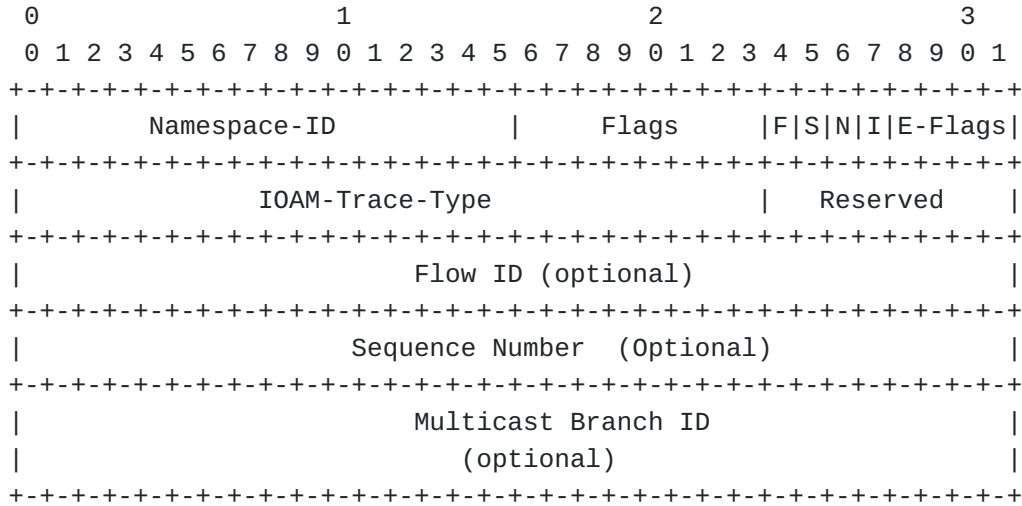 0                   1                   2                   3
 0 1 2 3 4 5 6 7 8 9 0 1 2 3 4 5 6 7 8 9 0 1 2 3 4 5 6 7 8 9 0 1
+-+-+-+-+-+-+-+-+-+-+-+-+-+-+-+-+-+-+-+-+-+-+-+-+-+-+-+-+-+-+-+-+
|        Namespace-ID           |     Flags     |F|S|N|I|E-Flags|
+-+-+-+-+-+-+-+-+-+-+-+-+-+-+-+-+-+-+-+-+-+-+-+-+-+-+-+-+-+-+-+-+
|               IOAM-Trace-Type                 |   Reserved    |
+-+-+-+-+-+-+-+-+-+-+-+-+-+-+-+-+-+-+-+-+-+-+-+-+-+-+-+-+-+-+-+-+
|                         Flow ID (optional)                    |
+-+-+-+-+-+-+-+-+-+-+-+-+-+-+-+-+-+-+-+-+-+-+-+-+-+-+-+-+-+-+-+-+
|                     Sequence Number  (Optional)               |
+-+-+-+-+-+-+-+-+-+-+-+-+-+-+-+-+-+-+-+-+-+-+-+-+-+-+-+-+-+-+-+-+
|                         Multicast Branch ID                   |
|                            (optional)                         |
+-+-+-+-+-+-+-+-+-+-+-+-+-+-+-+-+-+-+-+-+-+-+-+-+-+-+-+-+-+-+-+-+